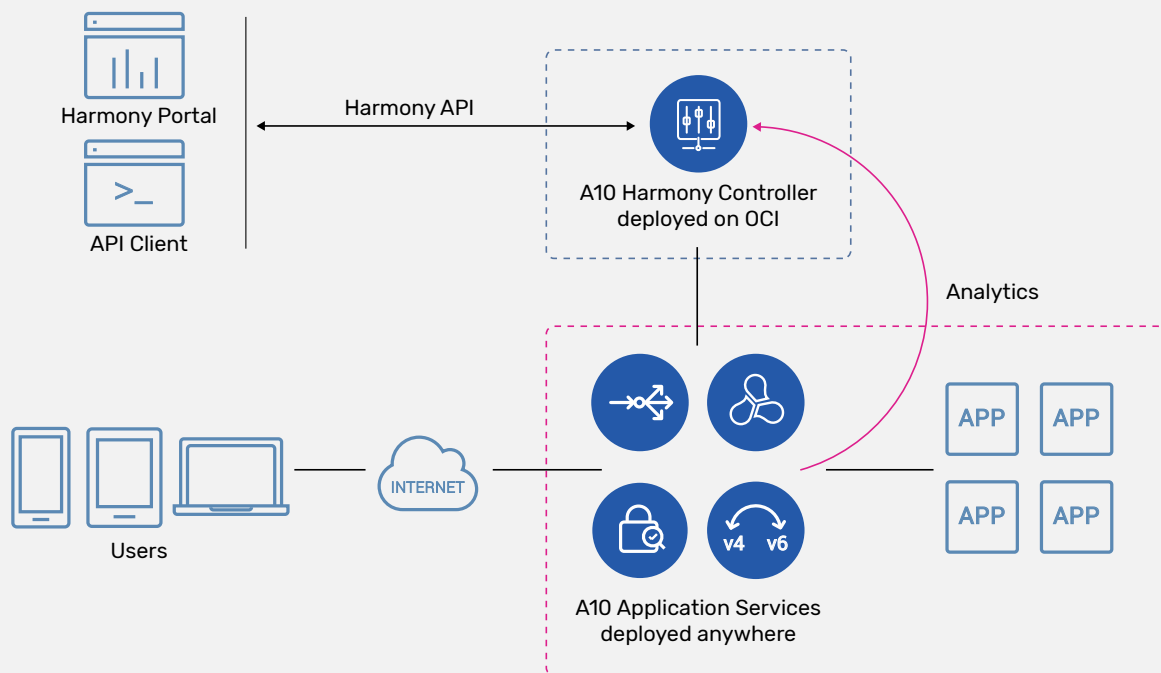 Harmony Portal
>_
API Client
Harmony API
A10 Harmony Controller
deployed on OCI
Analytics
Users
INTERNET
v4 v6
A10 Application Services
deployed anywhere
APP APP
APP APP